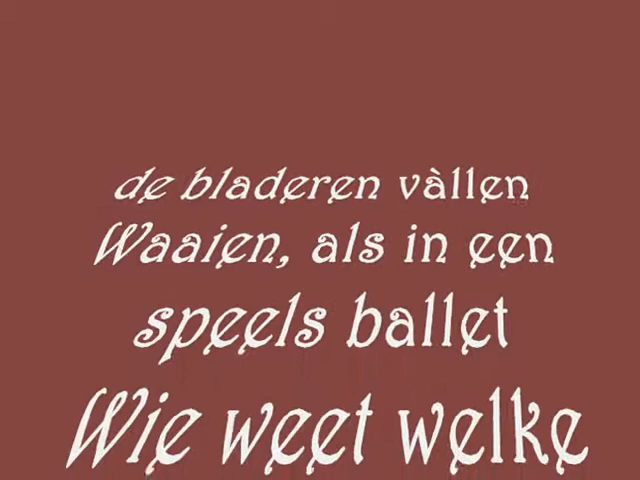 de bladeren vàllen
Waaien, als in een
speels ballet
Wie weet welke